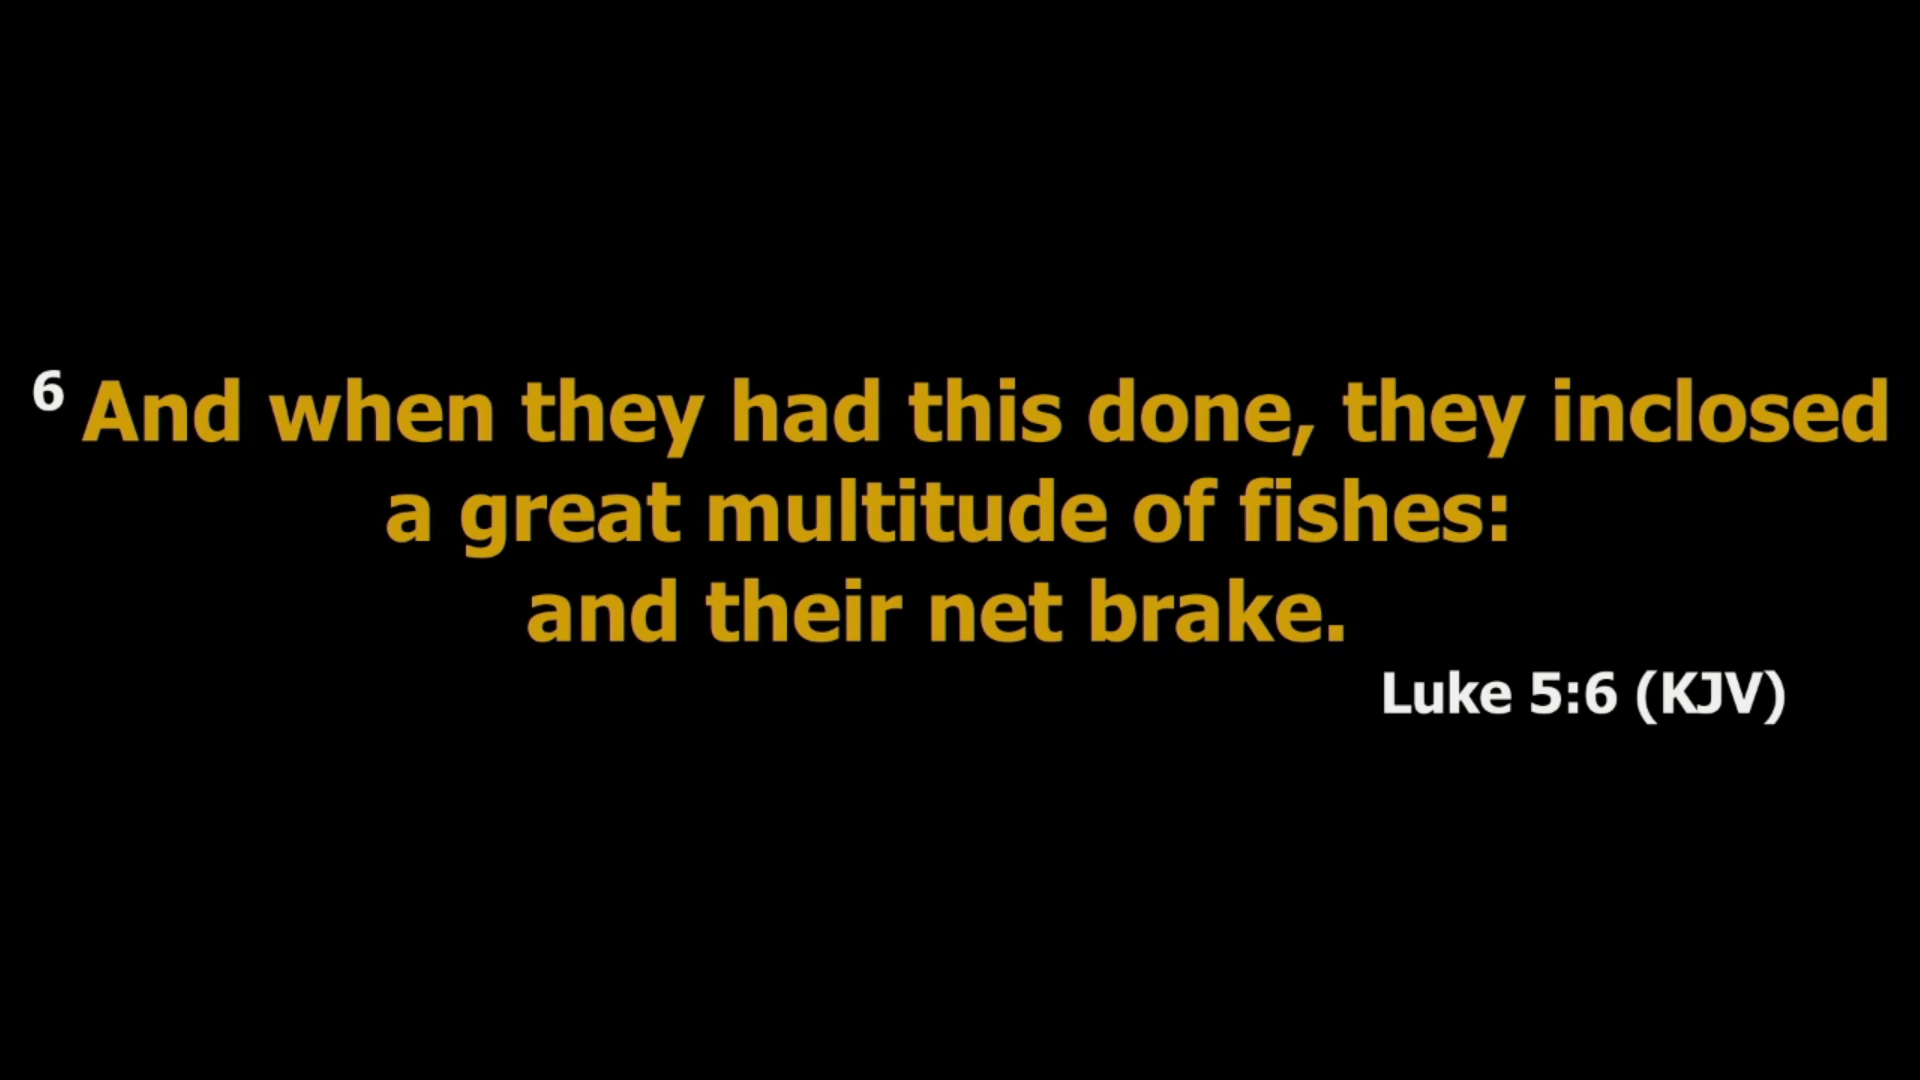 6 And when they had this done, they inclosed
a great multitude of fishes:
and their net brake.
Luke 5:6 (KJV)